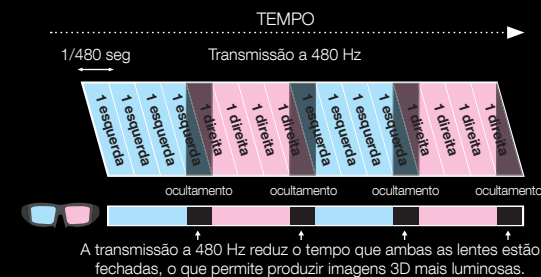 TEMPO
1/480 seg
Transmissão a 480 Hz
1 esquerda
1 esquerda
1 esquerda
1 esquerda
1 direita
1 direita
1 direita
1 direita
1 esquerda
1 esquerda
1 esquerda
1 esquerda
1 direita
1 direita
1 direita
1 direita
ocultamento ocultamento ocultamento ocultamento
A transmissão a 480 Hz reduz o tempo que ambas as lentes estão
fechadas, o que permite produzir imagens 3D mais luminosas.